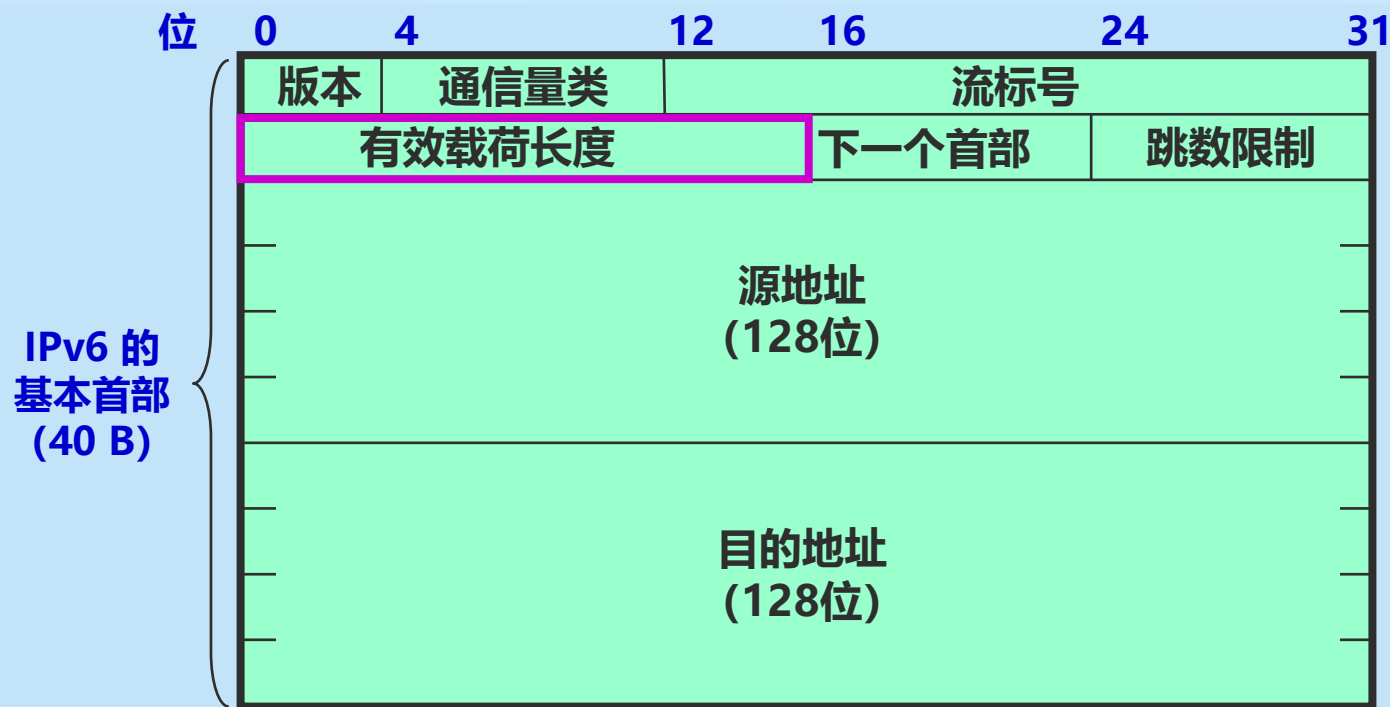 位 0 4 12 16 24 31
版本 通信量类 流标号
有效载荷长度 下一个首部 跳数限制
源地址
(128位)
IPv6 的
基本首部
(40 B)
目的地址
(128位)